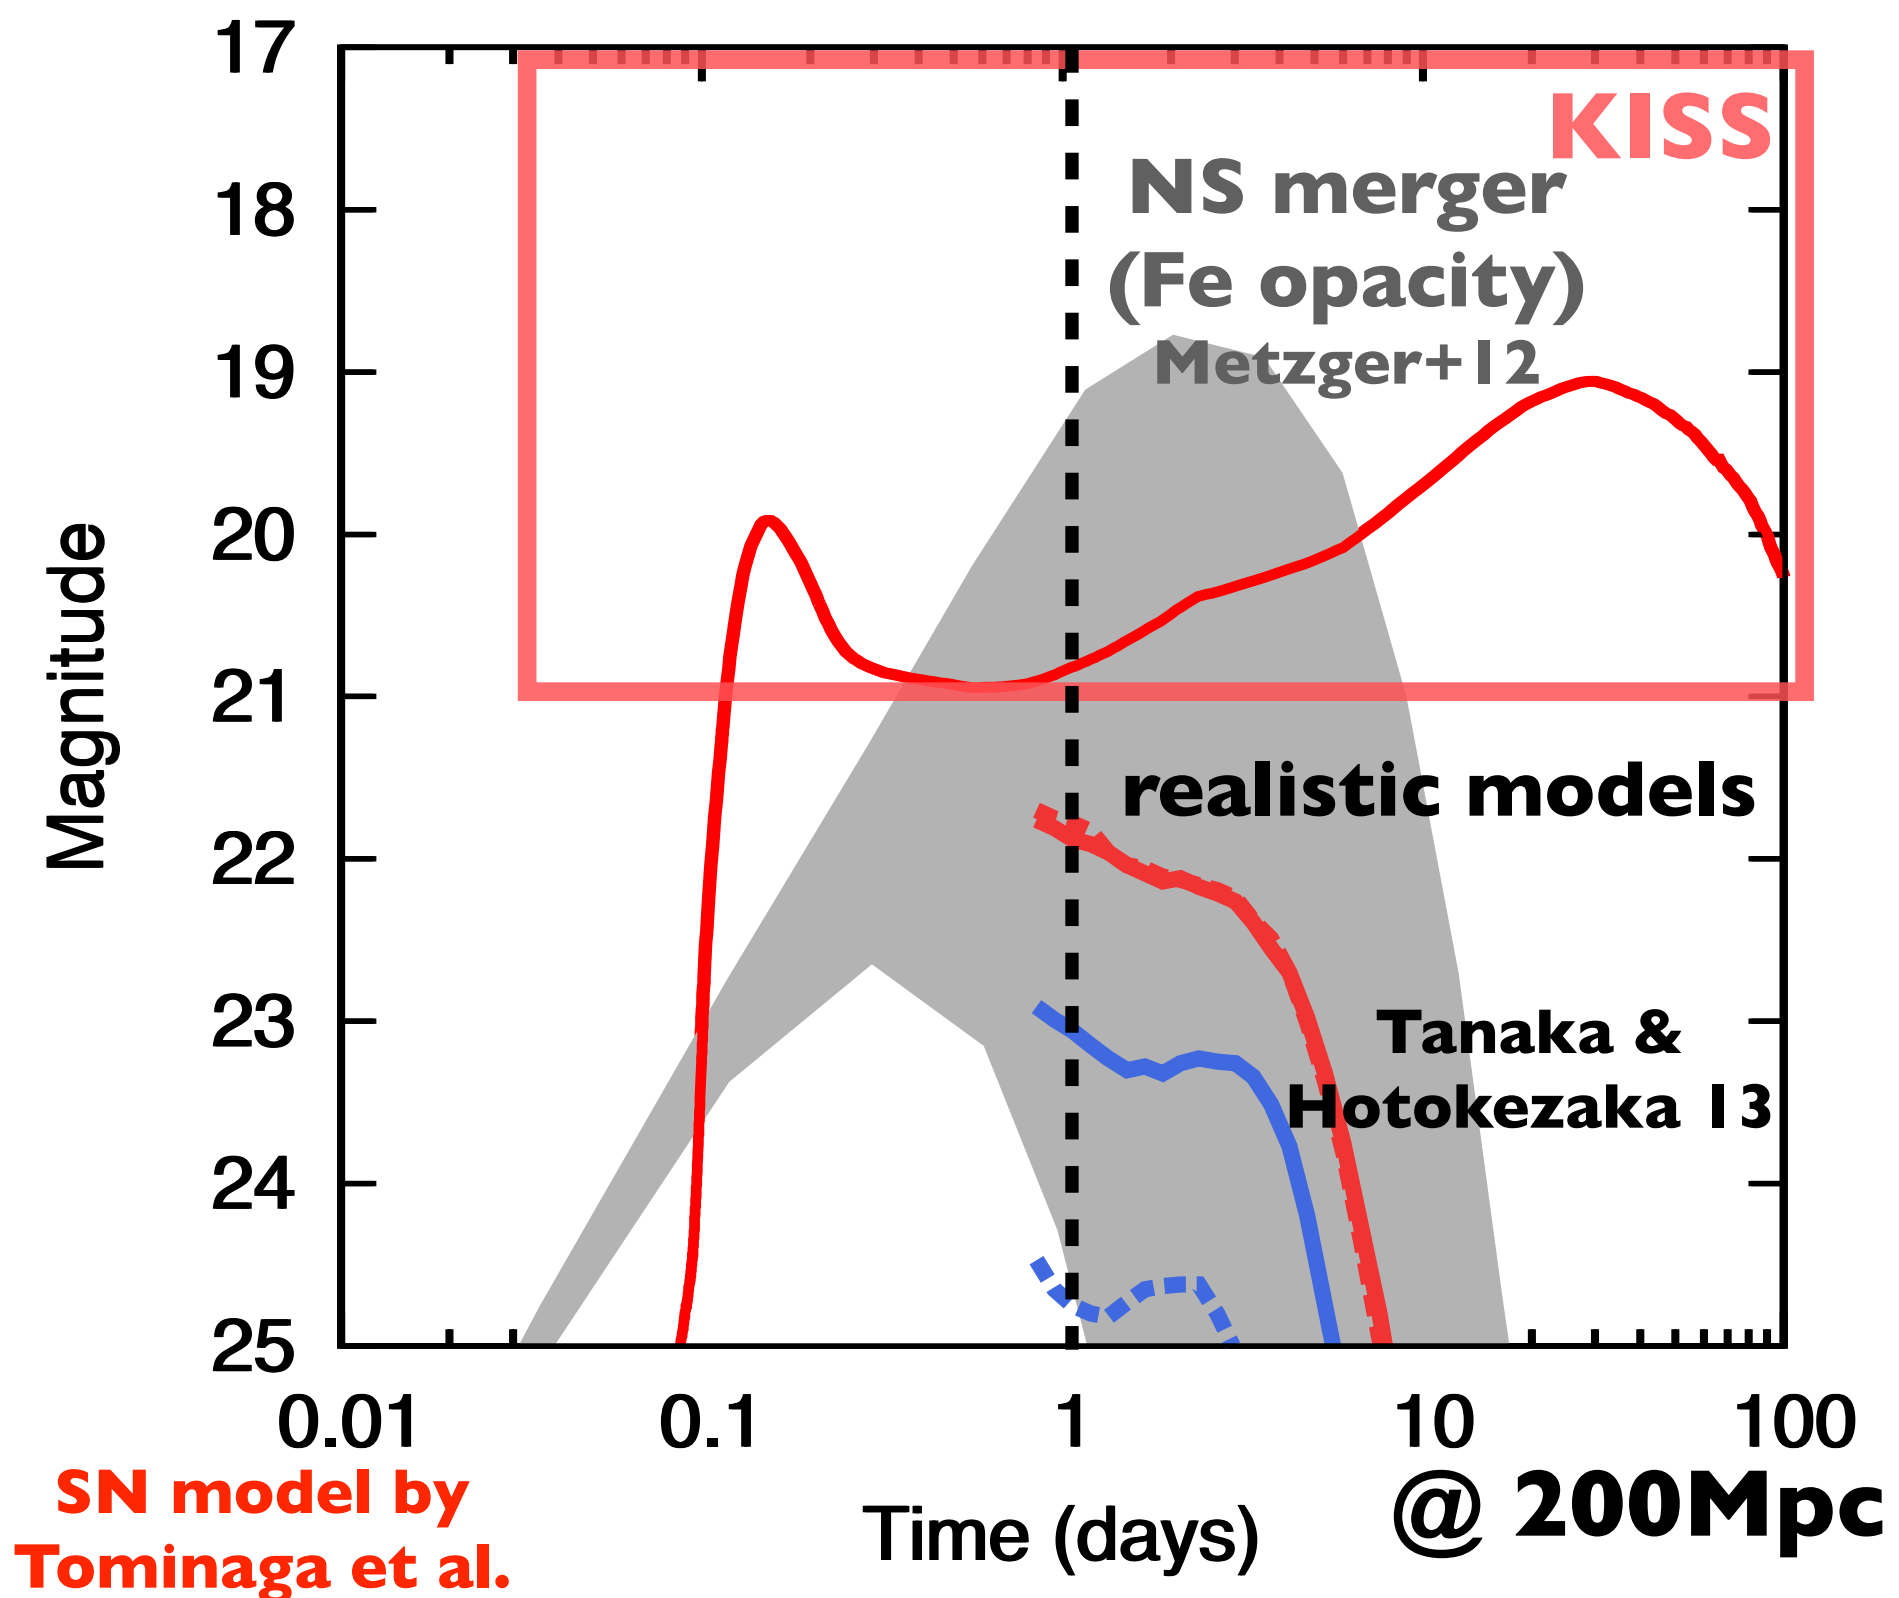 17
18
19
20
21
22
23
24
25
Magnitude
KISS
NS merger
(Fe opacity)
Metzger+12
realistic models
Tanaka &
Hotokezaka 13
0.01 0.1 1 10 100
Time (days)
@ 200Mpc
SN model by
Tominaga et al.